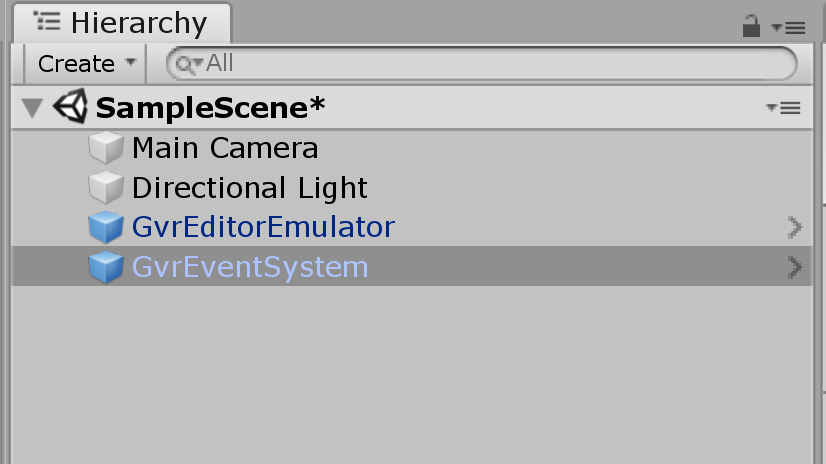 Hierarchy
Create
All
SampleScene*
Main Camera
Directional Light
GvrEditorEmulator
GvrEventSystem